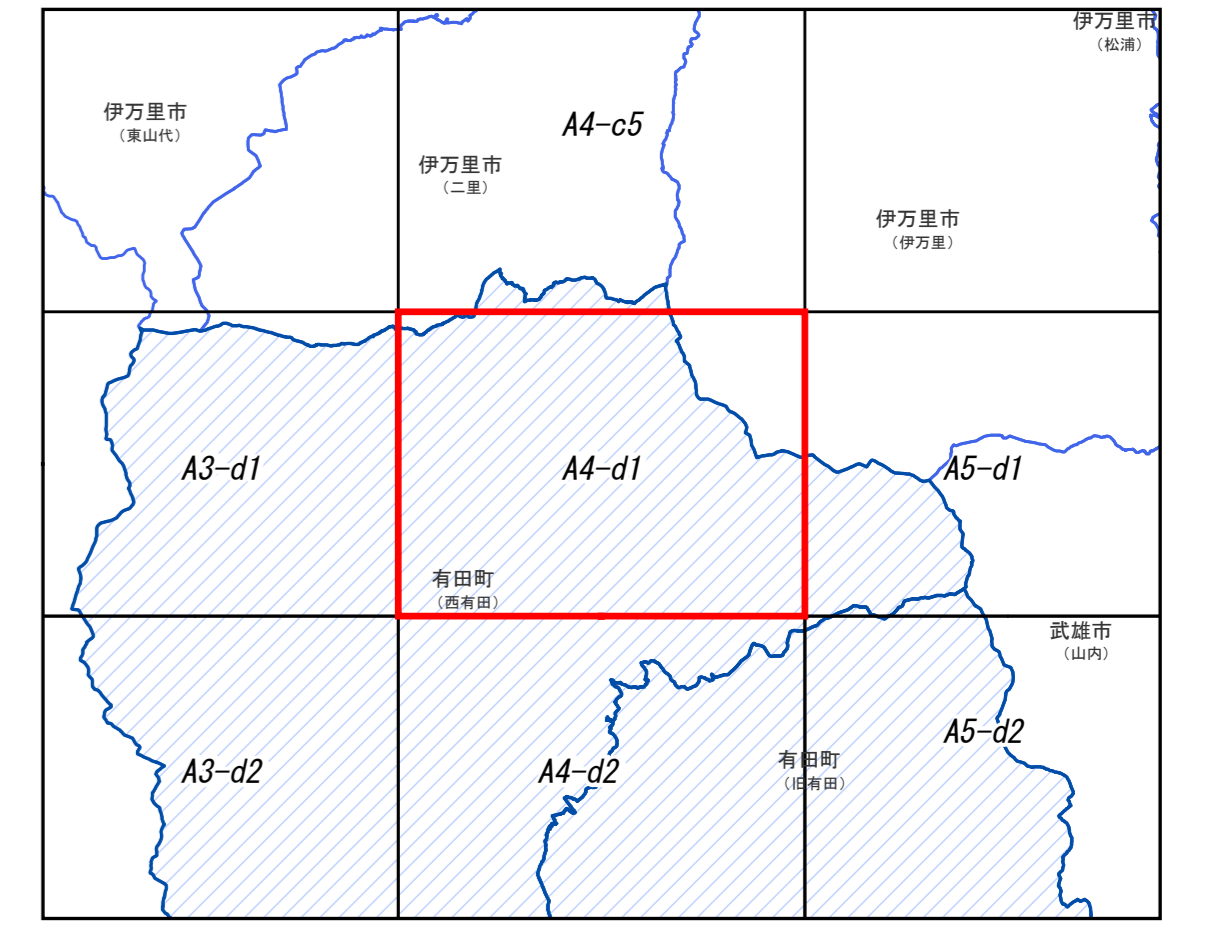 伊万里市
（松浦）
伊万里市
（東山代）
A4-c5
伊万里市
（二里）
伊万里市
（伊万里）
A3-d1
A4-d1
A5-d1
有田町
（西有田）
武雄市
（山内）
A3-d2
A4-d2
有田町
（旧有田）
A5-d2